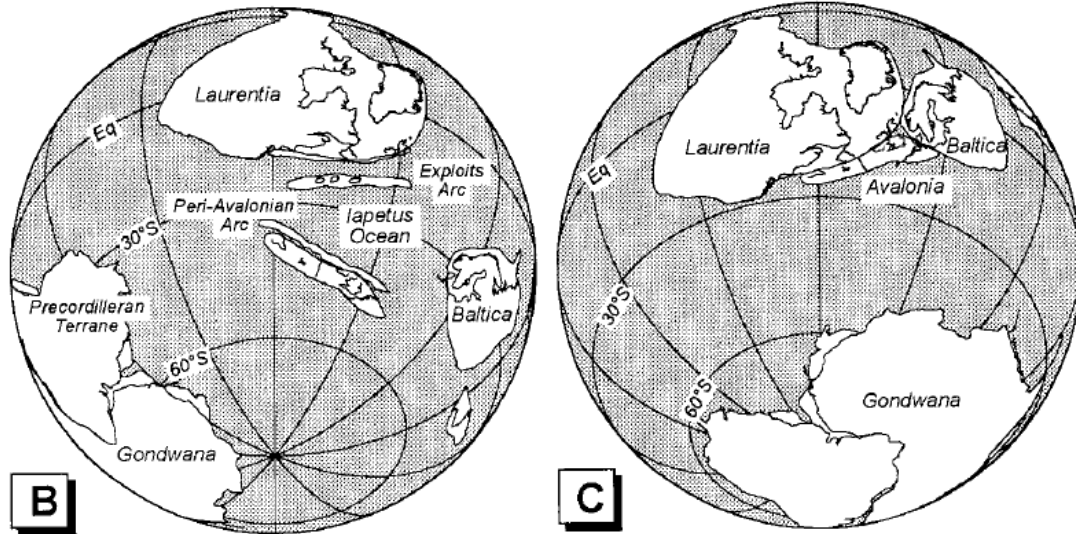 Laurentia
Eq
Exploits
Arc
Peri-Avalonian
Arc
Iapetus
Ocean
30°S
Precordilleran
Terrane
Baltica
60°S
Gondwana
B
Laurentia
Baltica
Eq
Avalonia
30°S
60°S
Gondwana
C